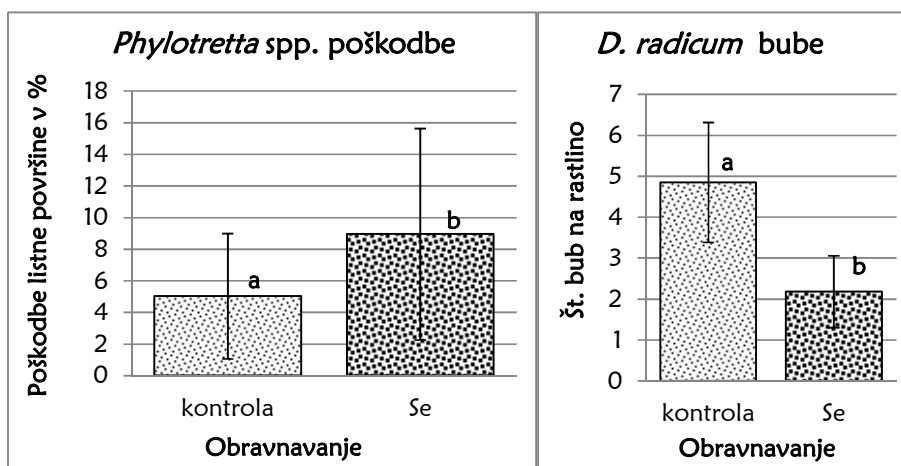 Phylotretta spp. poškodbe
Poškodbe listne površine v %
18
16
14
12
10
8
6
4
2
0
a
b
kontrola
Se
Obravnavanje
D. radicum bube
Št. bub na rastlino
7
6
5
4
3
2
1
0
a
b
kontrola
Se
Obravnavanje